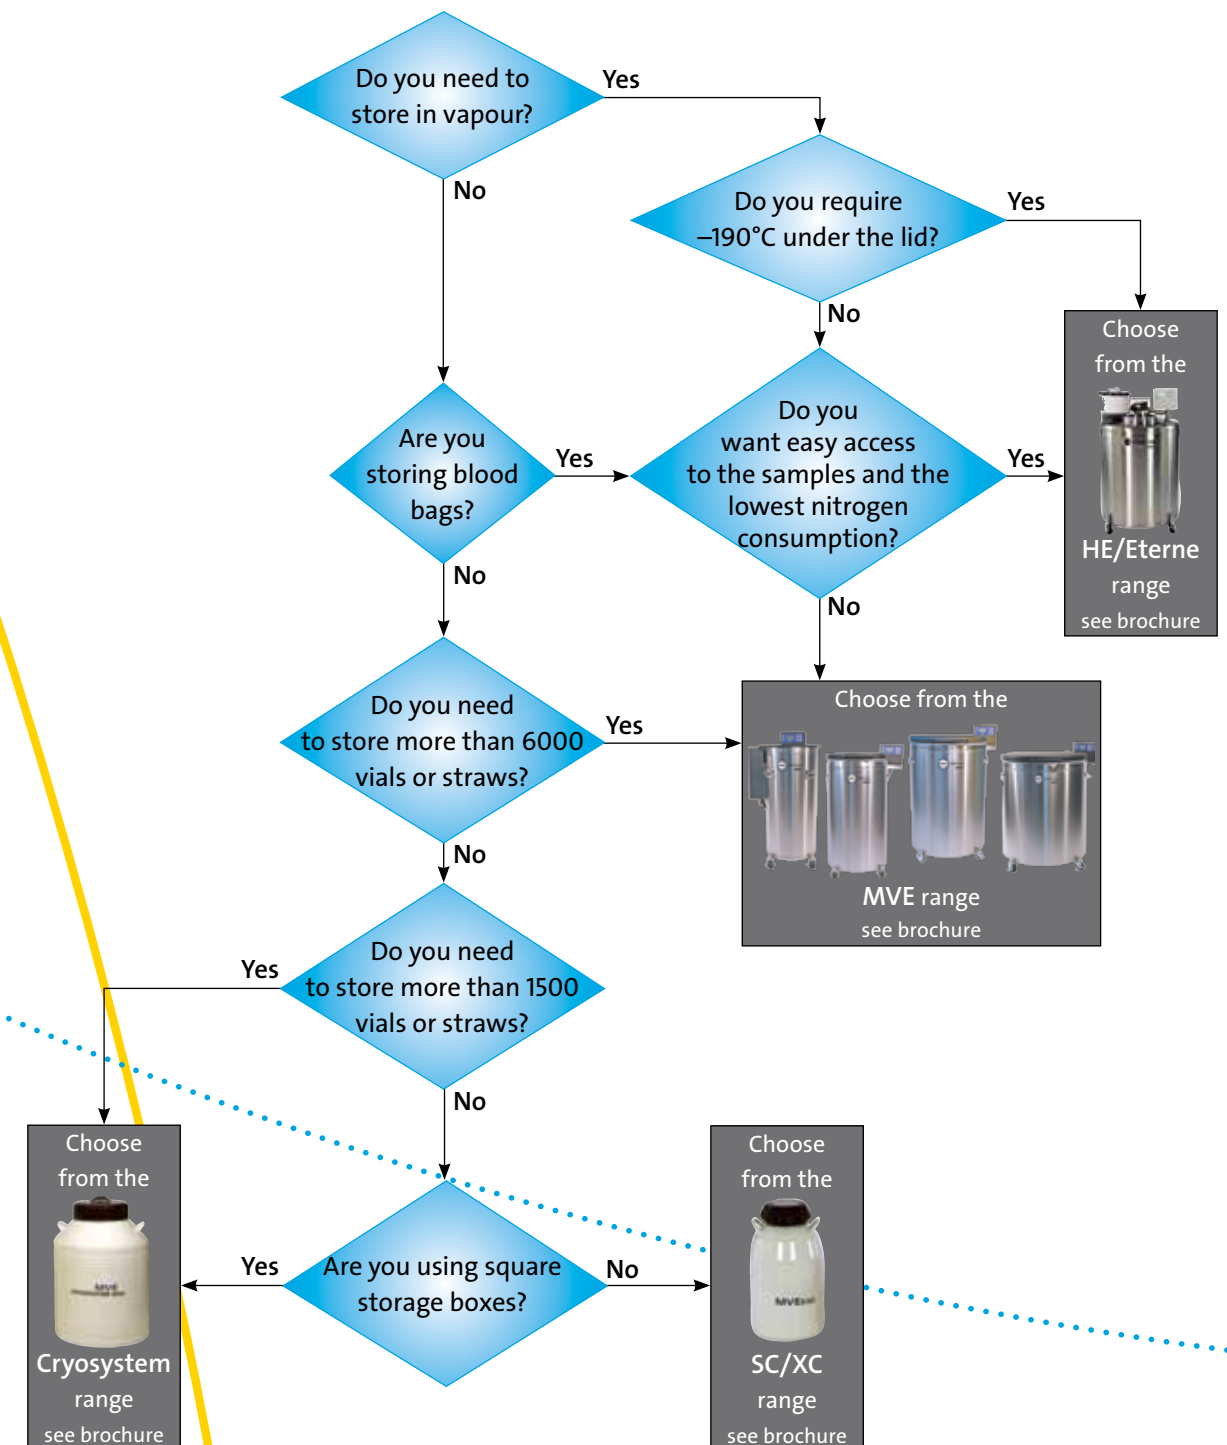 Do you need to
store in vapour?
Yes
No
Do you require
–190°C under the lid?
Yes
No
Choose
from the
HE/Eterne
range
see brochure
Are you
storing blood
bags?
Yes
No
Do you
want easy access
to the samples and the
lowest nitrogen
consumption?
Yes
No
Do you need
to store more than 6000
vials or straws?
Yes
No
Choose from the
MVE range
see brochure
Do you need
to store more than 1500
vials or straws?
Yes
No
Choose
from the
MVE
Cryosystem
range
see brochure
Are you using square
storage boxes?
Yes
No
Choose
from the
MVE
SC/XC
range
see brochure